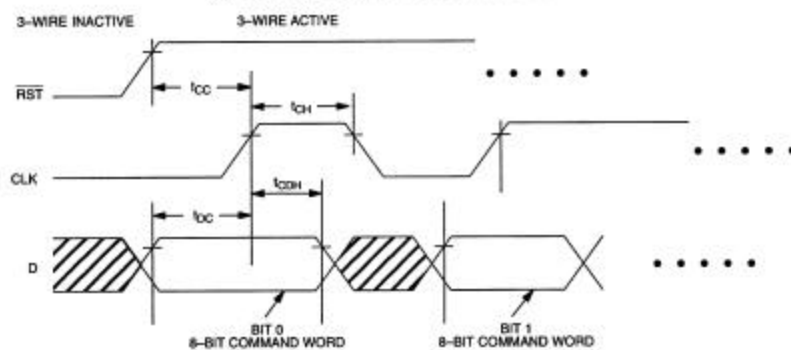 3–WIRE INACTIVE
3–WIRE ACTIVE
RST
tCC
tCH
CLK
tCDH
tDC
D
BIT 0
8–BIT COMMAND WORD
BIT 1
8–BIT COMMAND WORD